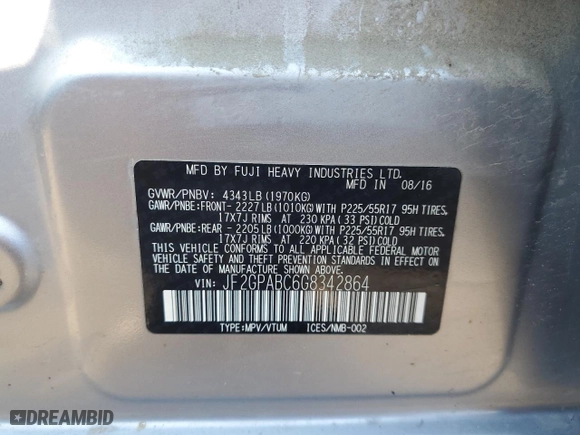 MFD BY FUJI HEAVY INDUSTRIES LTD.
MFD IN 08/16
GVWR/PNBV: 4343LB(1970KG)
GAWR/PNBE:FRONT- 2227LB(1010KG)WITH P225/55R17 95H TIRES,
17X7J RIMS AT 230 KPA(33 PSI)COLD
GAWR/PNBE:REAR - 2205LB(1000KG)WITH P225/55R17 95H TIRES,
17X7J RIMS AT 220 KPA(32 PSI)COLD
THIS VEHICLE CONFORMS TO ALL APPLICABLE FEDERAL MOTOR
VEHICLE SAFETY AND THEFT PREVENTION STANDARDS IN EFFECT
ON THE DATE OF MANUFACTURE SHOWN ABOVE.
VIN: JF2GPABC6G8342864
TYPE:MPV/VTUM ICES/NMB-002
DREAMBID